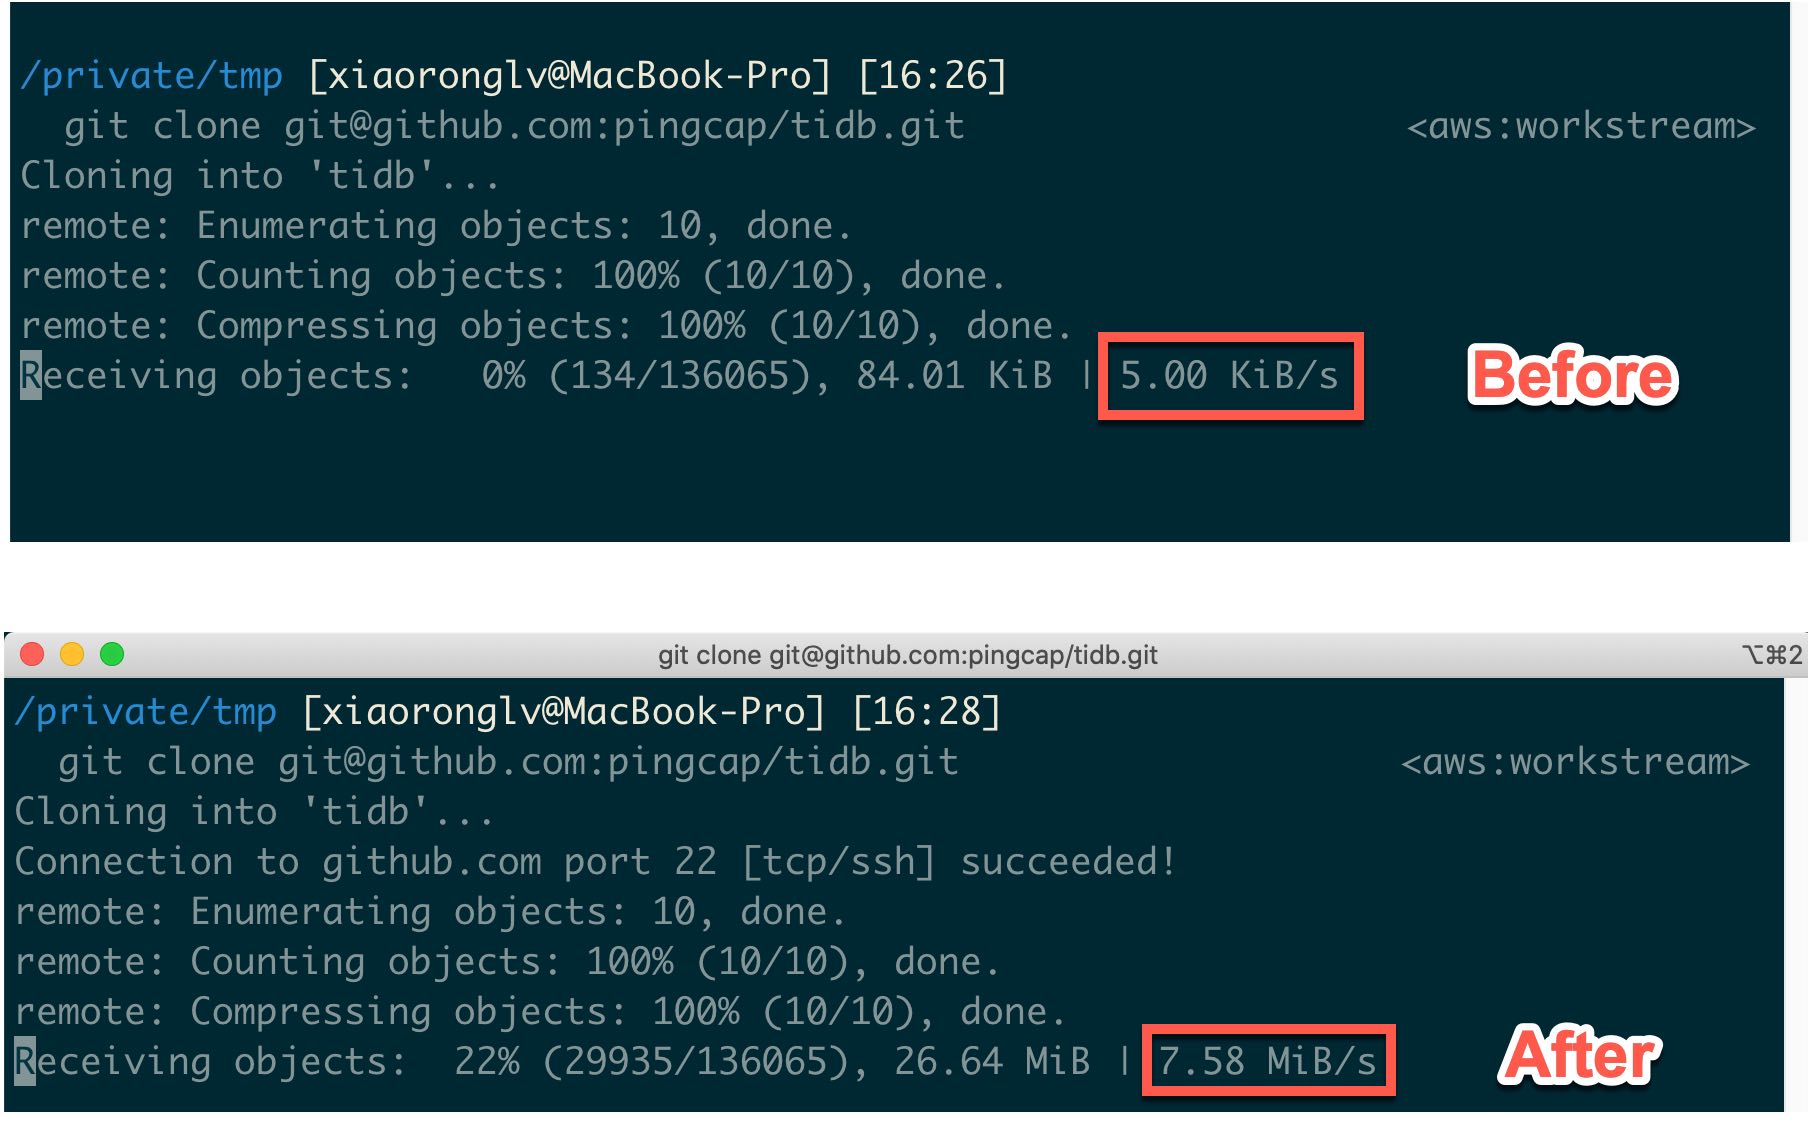 /private/tmp [xiaoronglv@MacBook-Pro] [16:26]
git clone git@github.com:pingcap/tidb.git <aws:workstream>
Cloning into 'tidb'...
remote: Enumerating objects: 10, done.
remote: Counting objects: 100% (10/10), done.
remote: Compressing objects: 100% (10/10), done.
Receiving objects:   0% (134/136065), 84.01 KiB | 5.00 KiB/s
Before
git clone git@github.com:pingcap/tidb.git ⌥⌘2
/private/tmp [xiaoronglv@MacBook-Pro] [16:28]
git clone git@github.com:pingcap/tidb.git <aws:workstream>
Cloning into 'tidb'...
Connection to github.com port 22 [tcp/ssh] succeeded!
remote: Enumerating objects: 10, done.
remote: Counting objects: 100% (10/10), done.
remote: Compressing objects: 100% (10/10), done.
Receiving objects:  22% (29935/136065), 26.64 MiB | 7.58 MiB/s
After